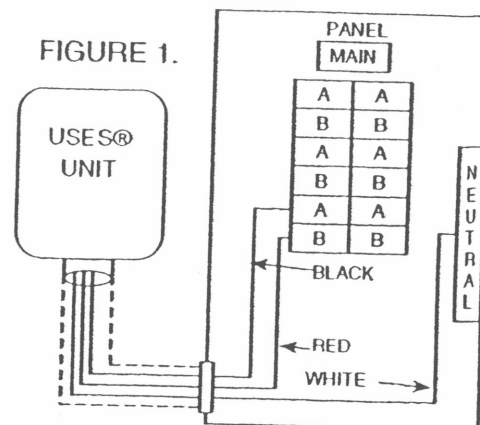 FIGURE 1.
PANEL
MAIN
USES®
UNIT
A A
B B
A A
B B
A A
B B
NEUTRAL
BLACK
RED
WHITE